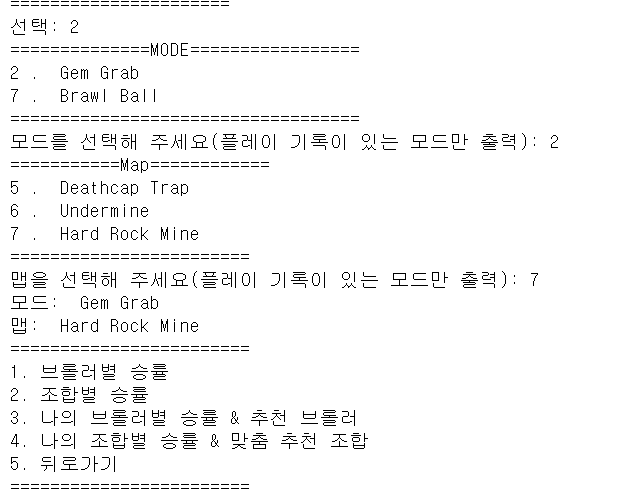 ======================
선택: 2
==============MODE=================
2 .  Gem Grab
7 .  Brawl Ball
===================================
모드를 선택해 주세요(플레이 기록이 있는 모드만 출력): 2
===========Map============
5 .  Deathcap Trap
6 .  Undermine
7 .  Hard Rock Mine
========================
맵을 선택해 주세요(플레이 기록이 있는 모드만 출력): 7
모드:  Gem Grab
맵:  Hard Rock Mine
========================
1. 브롤러별 승률
2. 조합별 승률
3. 나의 브롤러별 승률 & 추천 브롤러
4. 나의 조합별 승률 & 맞춤 추천 조합
5. 뒤로가기
========================